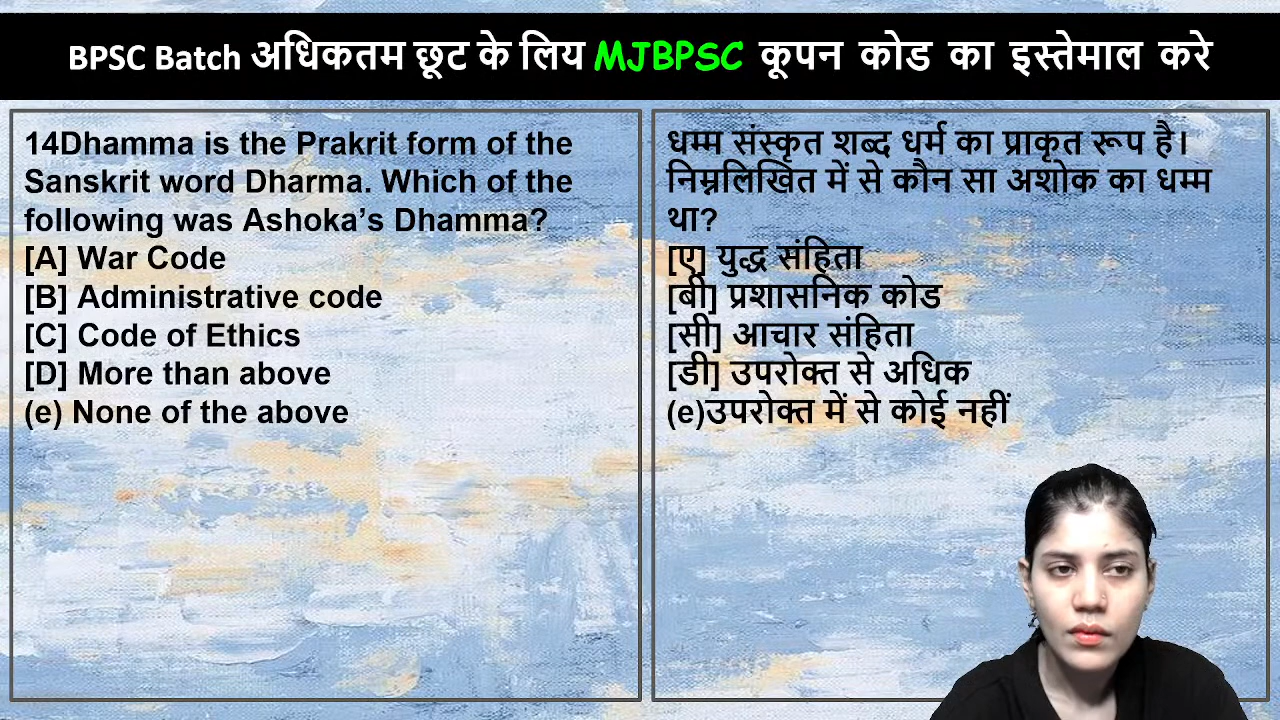 BPSC Batch अधिकतम छूट के लिय MJBPSC कूपन कोड का इस्तेमाल करे
14Dhamma is the Prakrit form of the
Sanskrit word Dharma. Which of the
following was Ashoka’s Dhamma?
[A] War Code
[B] Administrative code
[C] Code of Ethics
[D] More than above
(e) None of the above
धम्म संस्कृत शब्द धर्म का प्राकृत रूप है।
निम्नलिखित में से कौन सा अशोक का धम्म
था?
[ए] युद्ध संहिता
[बी] प्रशासनिक कोड
[सी] आचार संहिता
[डी] उपरोक्त से अधिक
(e)उपरोक्त में से कोई नहीं